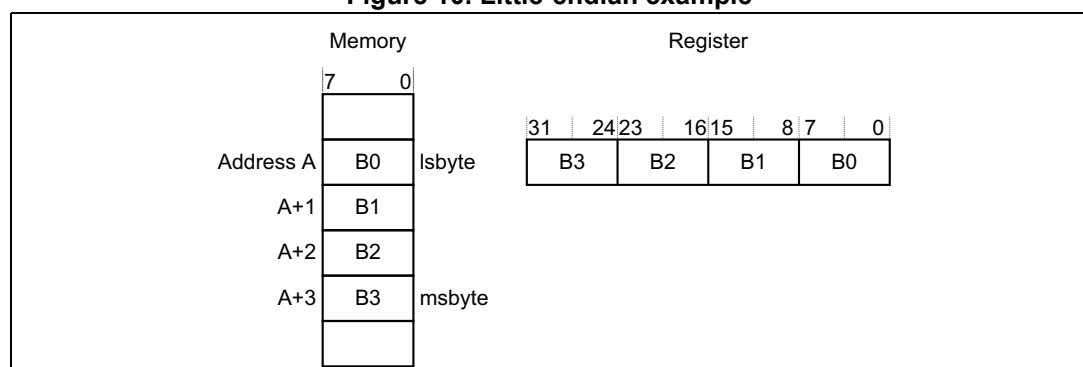 Figure 10. Little-endian example
Memory Register
7 0
31 24 23 16 15 8 7 0
Address A B0 lsbyte B3 B2 B1 B0
A+1 B1
A+2 B2
A+3 B3 msbyte